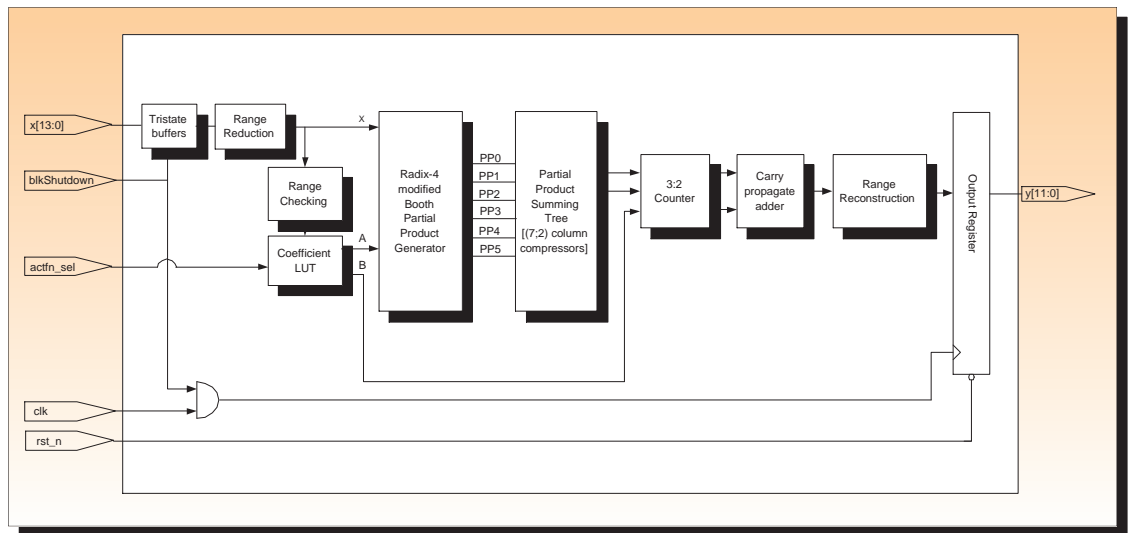 x[13:0]
Tristate
buffers
Range
Reduction
x
blkShutdown
Range
Checking
actfn_sel
Coefficient
LUT
A
B
Radix-4
modified
Booth
Partial
Product
Generator
PP0
PP1
PP2
PP3
PP4
PP5
Partial
Product
Summing
Tree
[(7;2) column
compressors]
3:2
Counter
Carry
propagate
adder
Range
Reconstruction
Output Register
y[11:0]
clk
rst_n